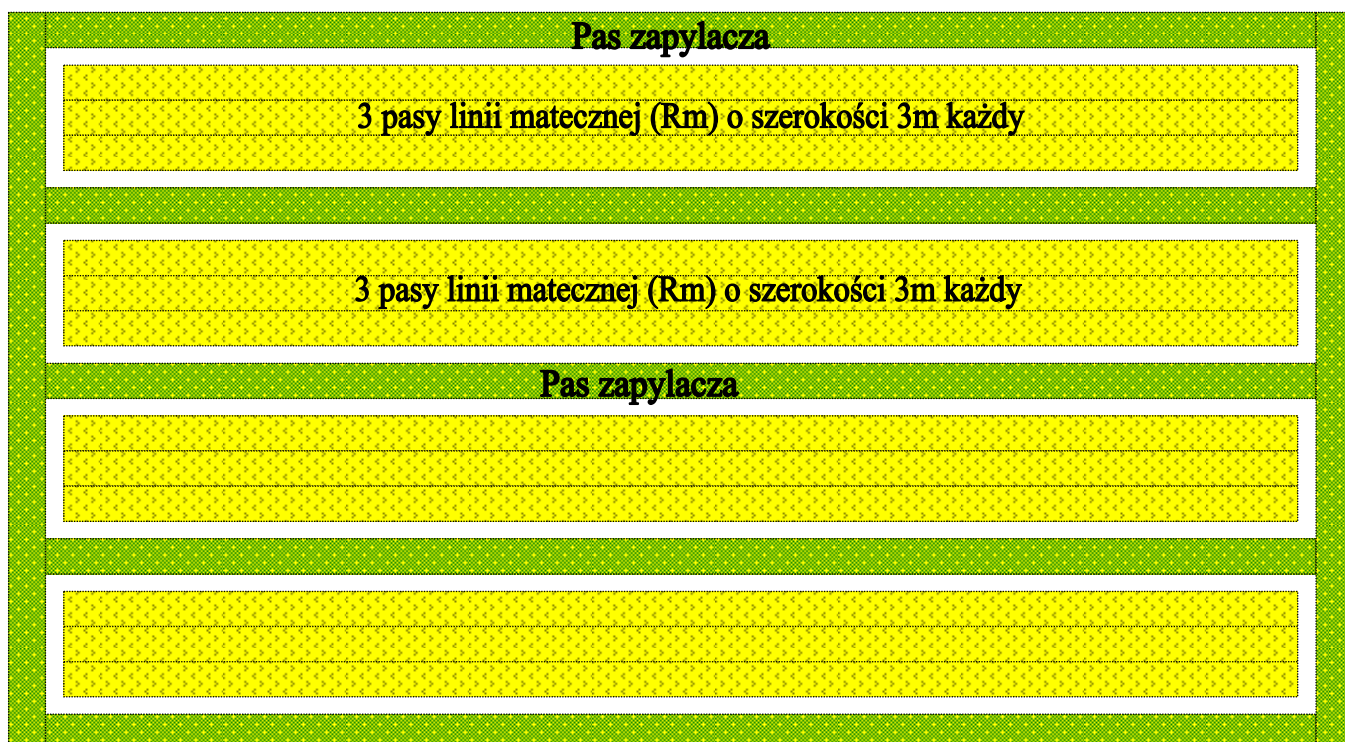 Pas zapylacza
3 pasy linii matecznej (Rm) o szerokości 3m każdy
3 pasy linii matecznej (Rm) o szerokości 3m każdy
Pas zapylacza